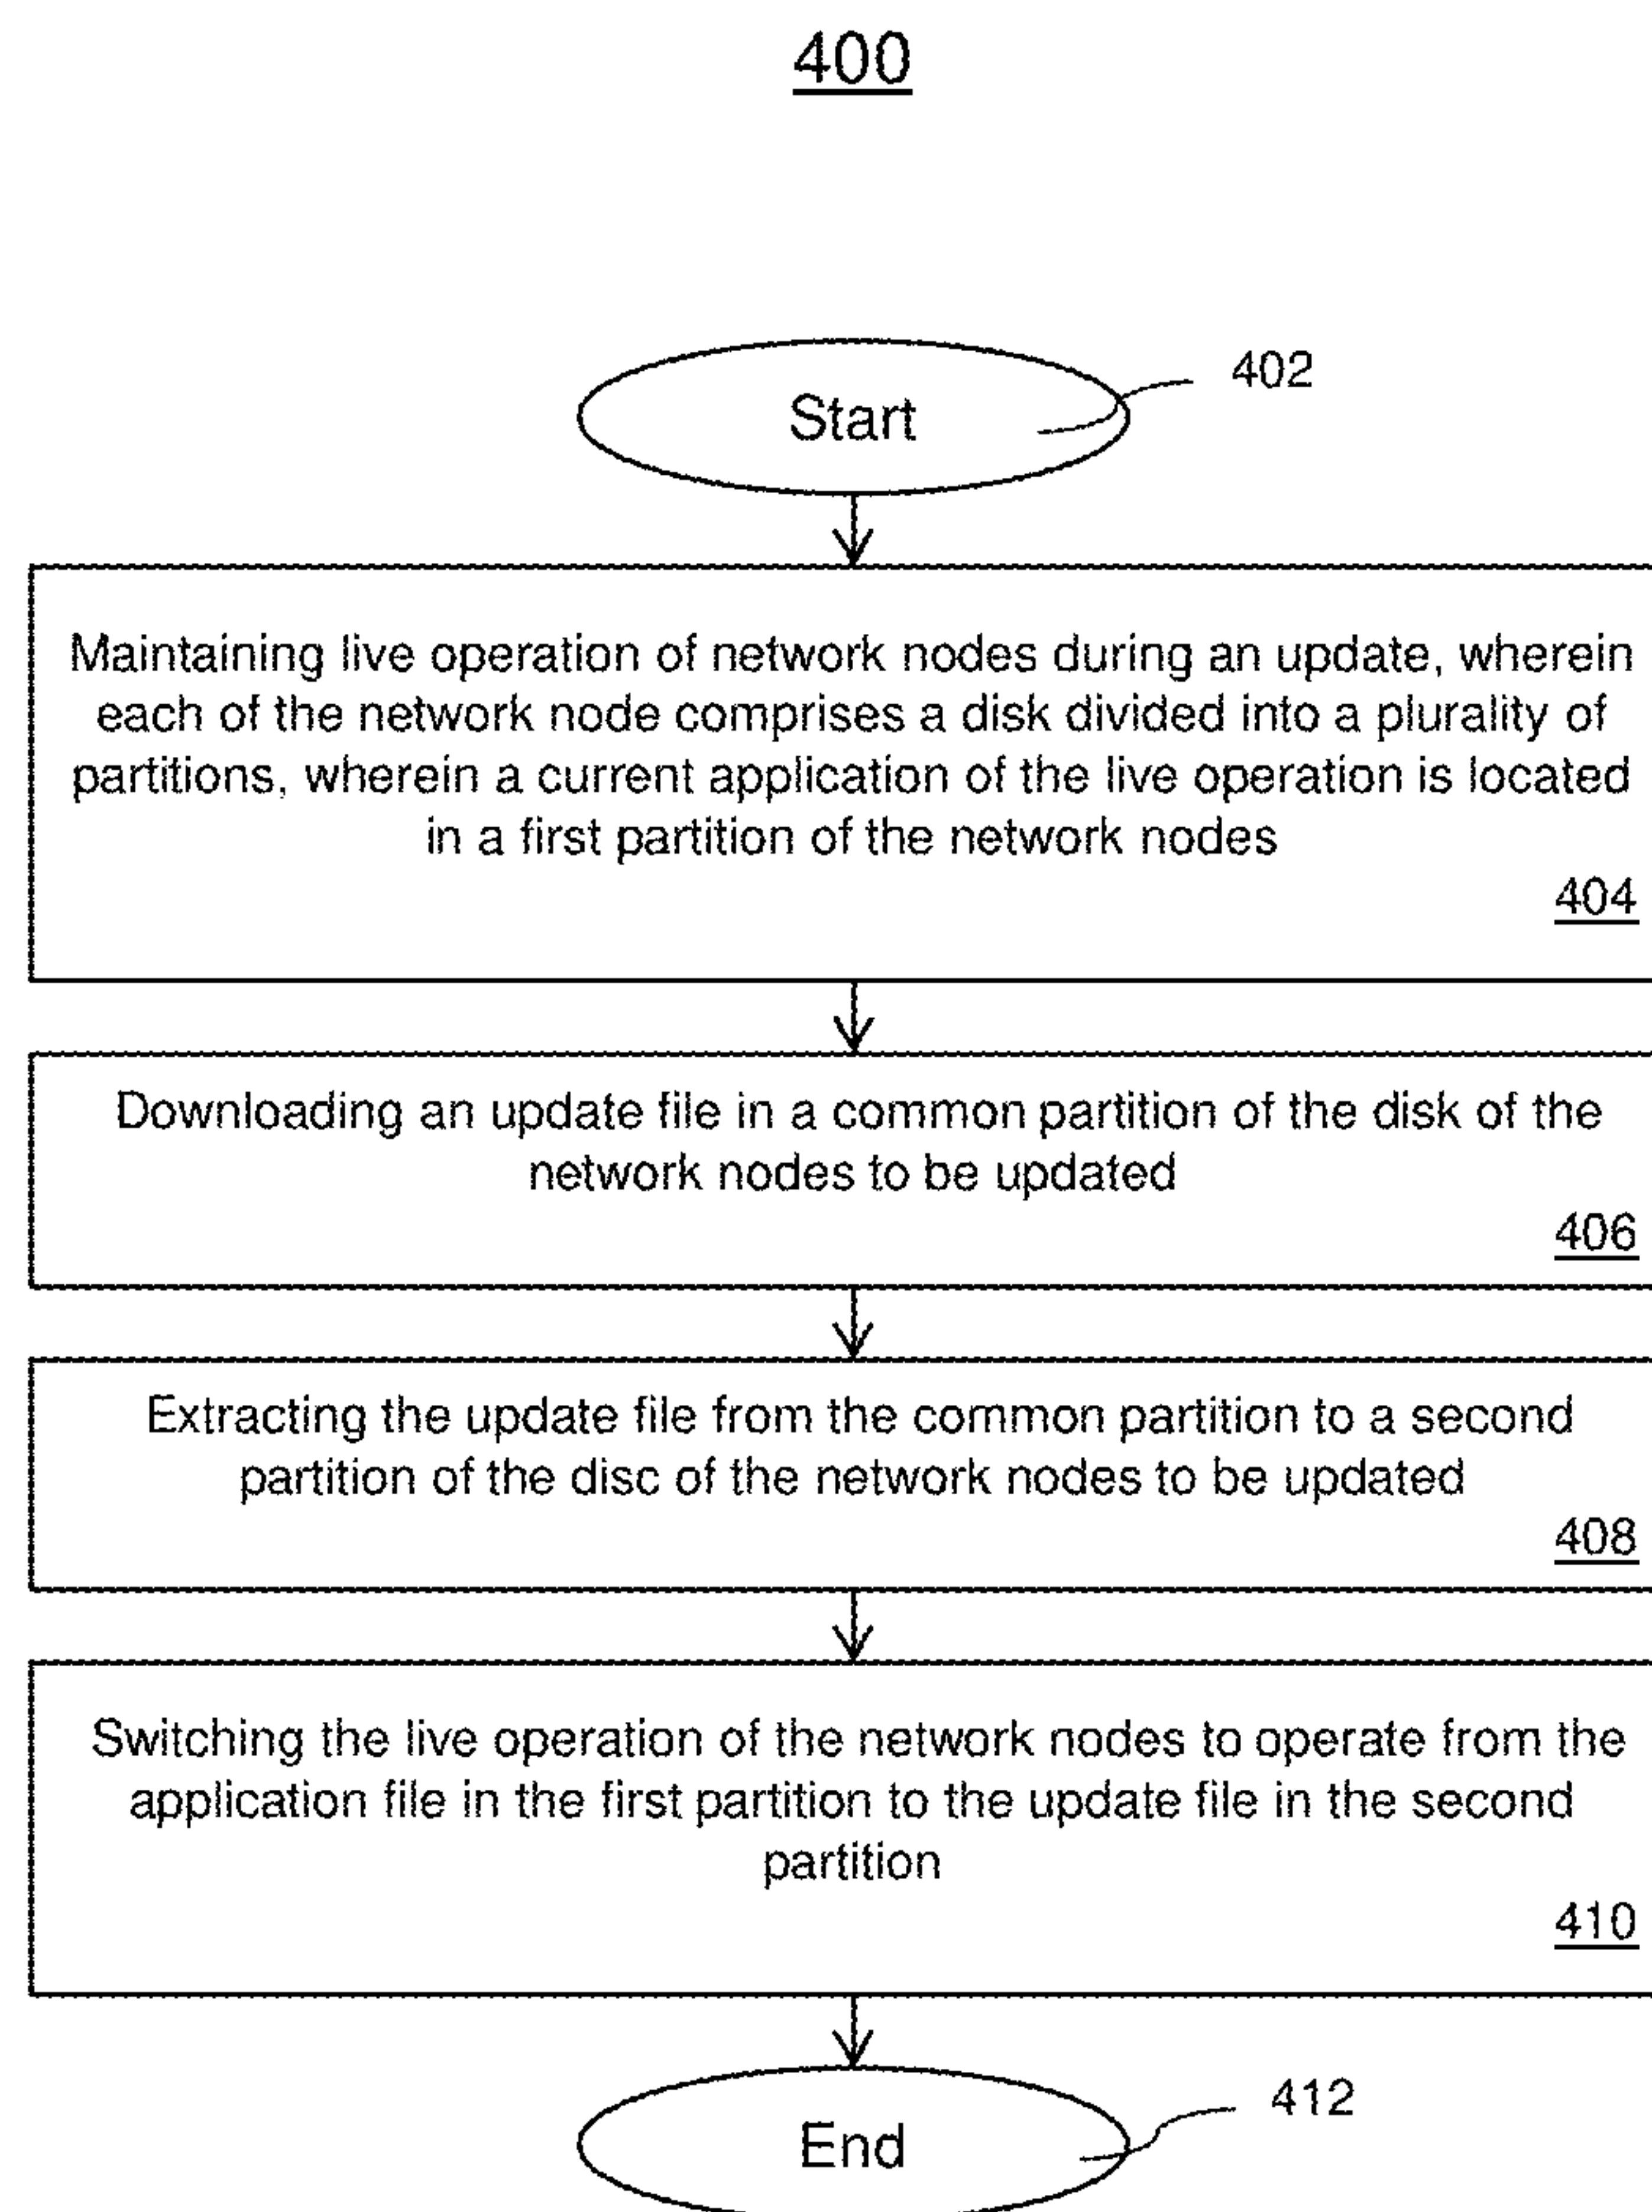 400
Start
402
Maintaining live operation of network nodes during an update, wherein
each of the network node comprises a disk divided into a plurality of
partitions, wherein a current application of the live operation is located
in a first partition of the network nodes
404
Downloading an update file in a common partition of the disk of the
network nodes to be updated
406
Extracting the update file from the common partition to a second
partition of the disc of the network nodes to be updated
408
Switching the live operation of the network nodes to operate from the
application file in the first partition to the update file in the second
partition
410
412
End